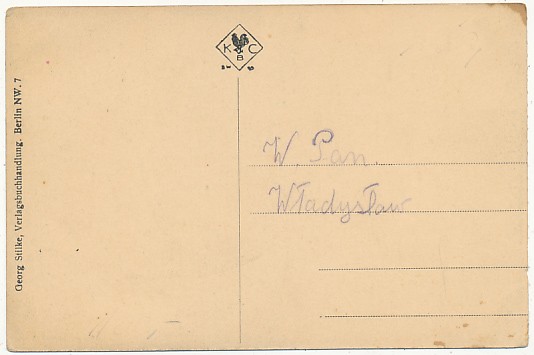 K C
B
Georg Stilke, Verlagsbuchhandlung, Berlin NW. 7
W. Pan
Władysław